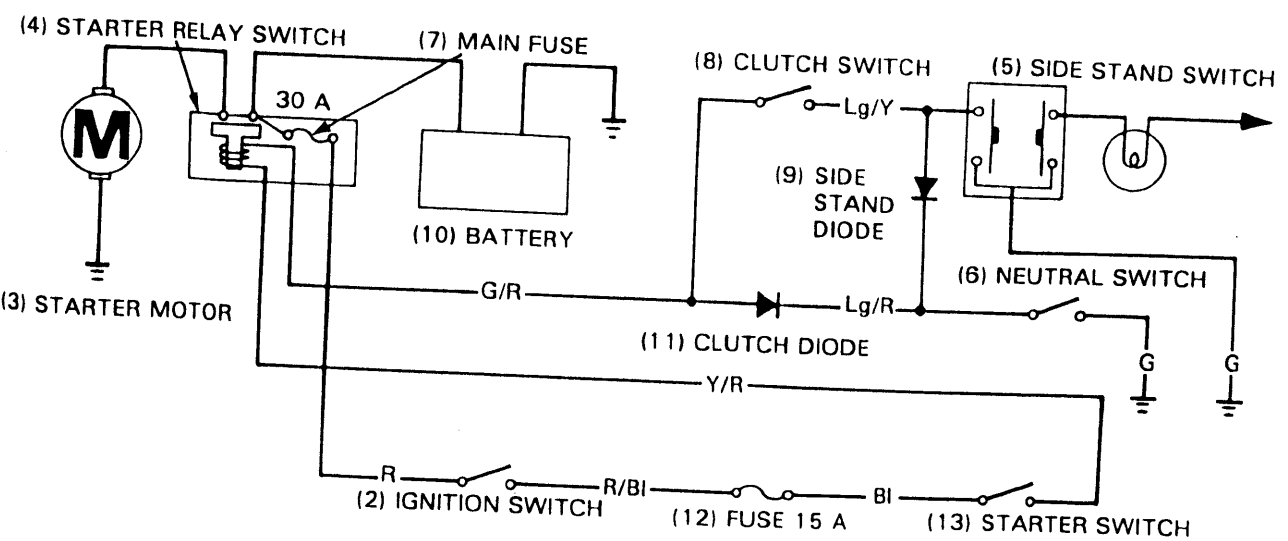 (4) STARTER RELAY SWITCH
(7) MAIN FUSE
(8) CLUTCH SWITCH
(5) SIDE STAND SWITCH
30 A
M
Lg/Y
(9) SIDE
STAND
DIODE
(10) BATTERY
(6) NEUTRAL SWITCH
(3) STARTER MOTOR
G/R
Lg/R
(11) CLUTCH DIODE
G
G
Y/R
R
(2) IGNITION SWITCH
R/Bl
(12) FUSE 15 A
Bl
(13) STARTER SWITCH